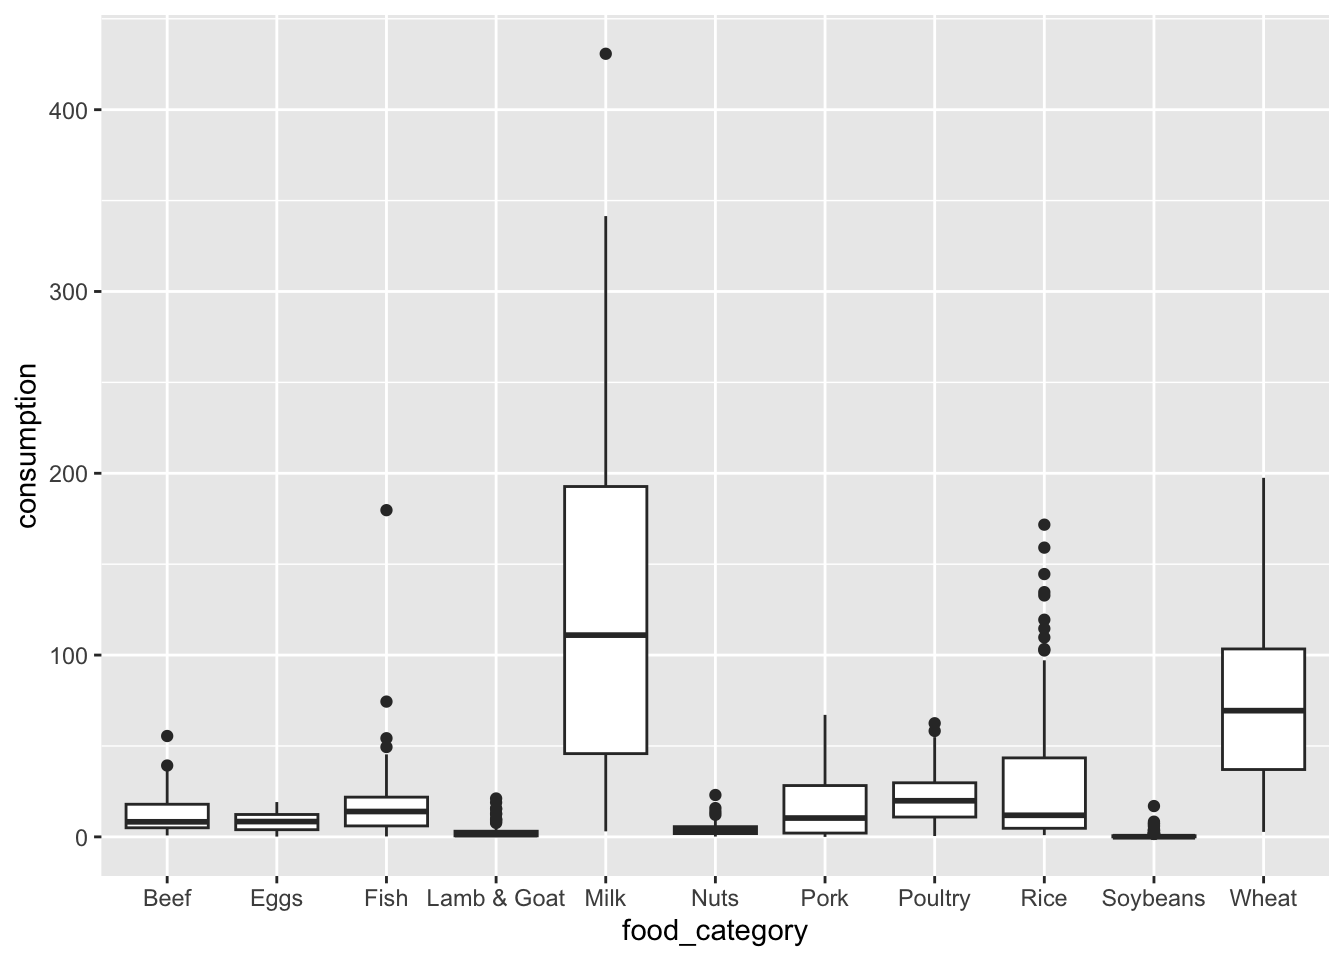 consumption
400
300
200
100
0
Beef Eggs Fish Lamb & Goat Milk Nuts Pork Poultry Rice Soybeans Wheat
food_category